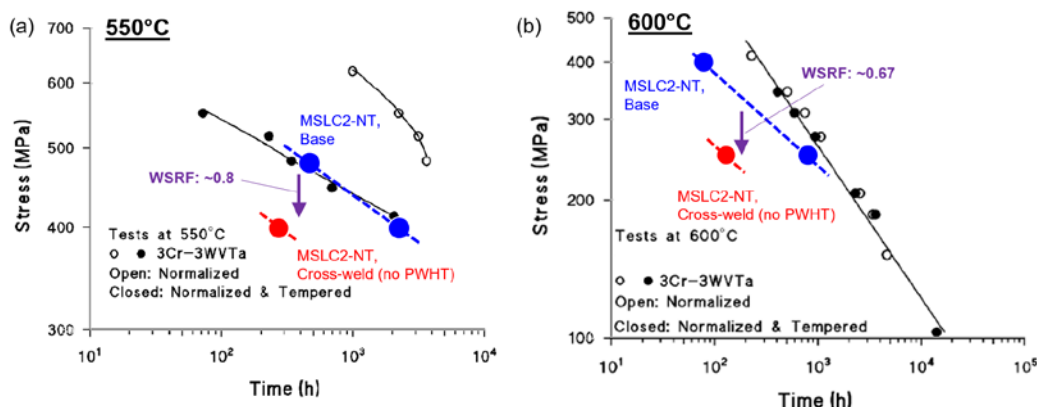 (a)
550°C
700
600
500
400
300
Stress (MPa)
MSLC2-NT,
Base
WSRF: ~0.8
MSLC2-NT,
Cross-weld (no PWHT)
Tests at 550°C
○ ● 3Cr–3WVTa
Open: Normalized
Closed: Normalized & Tempered
10¹ 10² 10³ 10⁴
Time (h)
(b)
600°C
500
400
300
200
100
Stress (MPa)
MSLC2-NT,
Base
WSRF: ~0.67
MSLC2-NT,
Cross-weld (no PWHT)
Tests at 600°C
○ ● 3Cr–3WVTa
Open: Normalized
Closed: Normalized & Tempered
10¹ 10² 10³ 10⁴ 10⁵
Time (h)